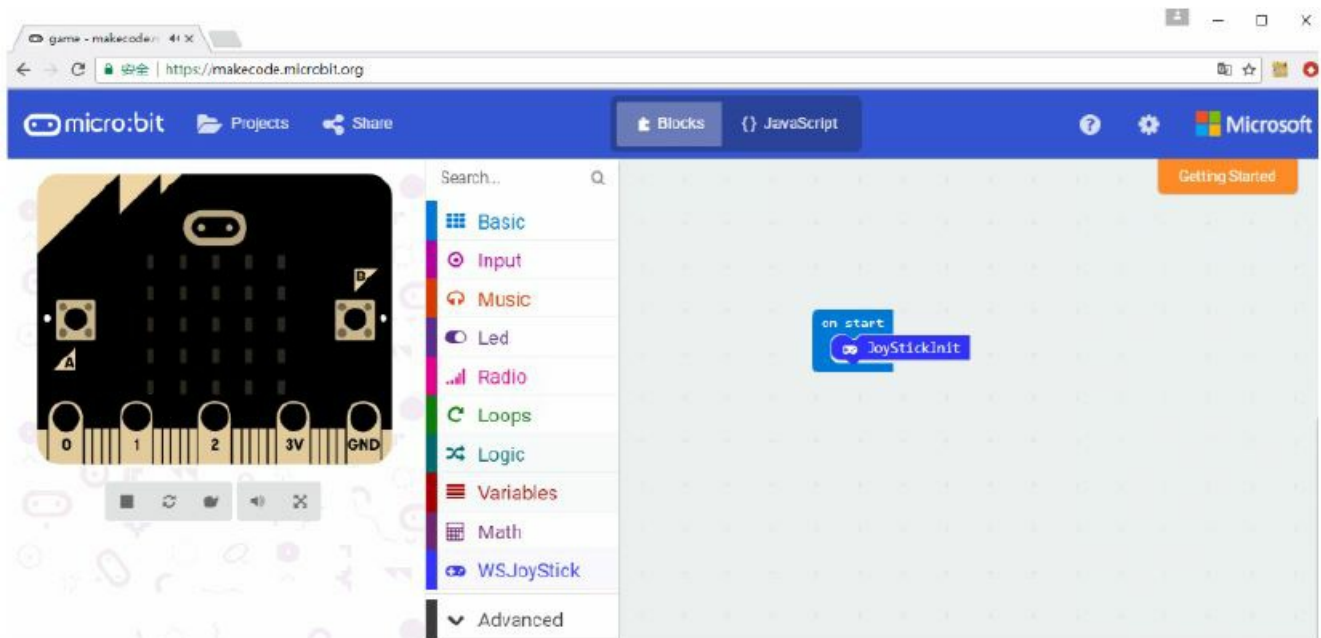 game - makecode.m
安全 | https://makecode.microbit.org
micro:bit Projects Share Blocks {} JavaScript ? Microsoft
Search...
Getting Started
Basic
Input
Music
Led
Radio
Loops
Logic
Variables
Math
WSJoyStick
Advanced
B
A
0 1 2 3V GND
on start
JoyStickInit